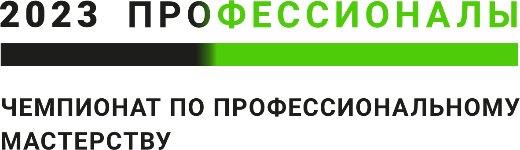 2023 ПРОФЕССИОНАЛЫ
ЧЕМПИОНАТ ПО ПРОФЕССИОНАЛЬНОМУ
МАСТЕРСТВУ